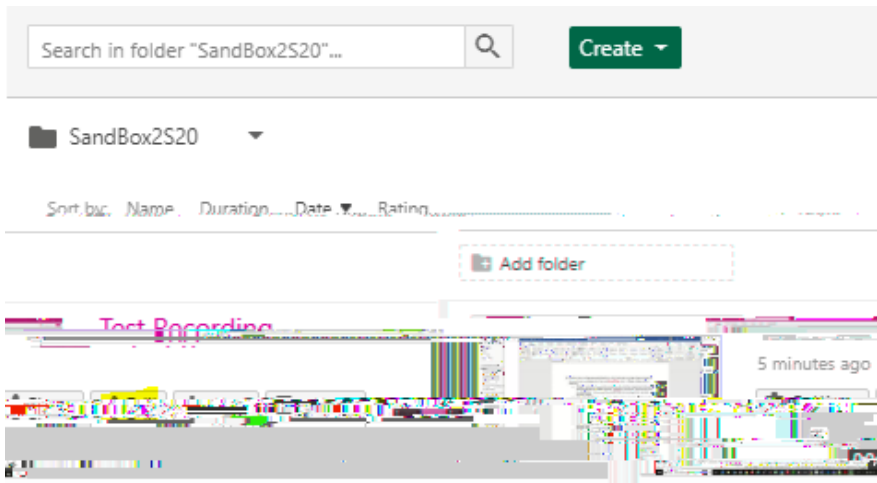 Search in folder "SandBox2S20"...
Create
SandBox2S20
Sort by: Name Duration Date ▼ Rating
Add folder
Test Recording
5 minutes ago